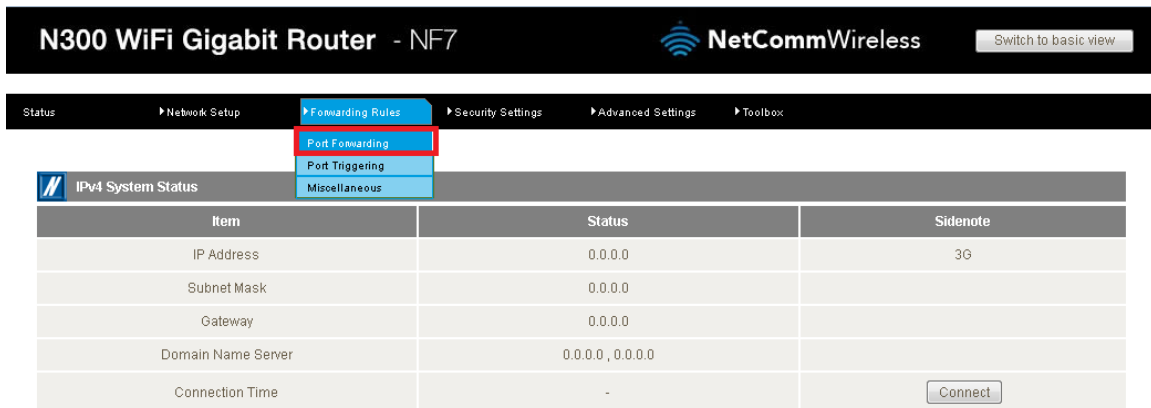 N300 WiFi Gigabit Router - NF7 NetCommWireless Switch to basic view
Status Network Setup Forwarding Rules Security Settings Advanced Settings Toolbox
Port Forwarding
Port Triggering
Miscellaneous
IPv4 System Status
Item Status Sidenote
IP Address 0.0.0.0 3G
Subnet Mask 0.0.0.0
Gateway 0.0.0.0
Domain Name Server 0.0.0.0 , 0.0.0.0
Connection Time - Connect